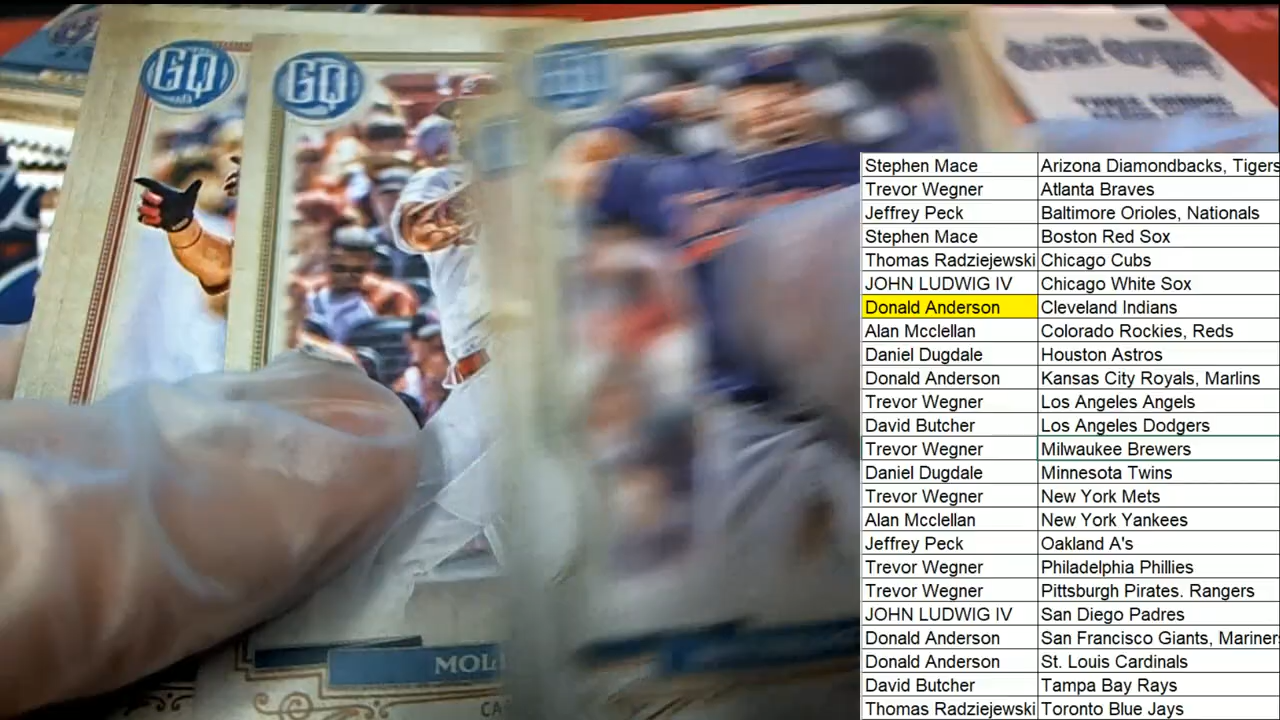 GQ
GQ
MOL
CA
Stephen Mace Arizona Diamondbacks, Tigers
Trevor Wegner Atlanta Braves
Jeffrey Peck Baltimore Orioles, Nationals
Stephen Mace Boston Red Sox
Thomas Radziejewski Chicago Cubs
JOHN LUDWIG IV Chicago White Sox
Donald Anderson Cleveland Indians
Alan Mcclellan Colorado Rockies, Reds
Daniel Dugdale Houston Astros
Donald Anderson Kansas City Royals, Marlins
Trevor Wegner Los Angeles Angels
David Butcher Los Angeles Dodgers
Trevor Wegner Milwaukee Brewers
Daniel Dugdale Minnesota Twins
Trevor Wegner New York Mets
Alan Mcclellan New York Yankees
Jeffrey Peck Oakland A's
Trevor Wegner Philadelphia Phillies
Trevor Wegner Pittsburgh Pirates. Rangers
JOHN LUDWIG IV San Diego Padres
Donald Anderson San Francisco Giants, Mariner
Donald Anderson St. Louis Cardinals
David Butcher Tampa Bay Rays
Thomas Radziejewski Toronto Blue Jays